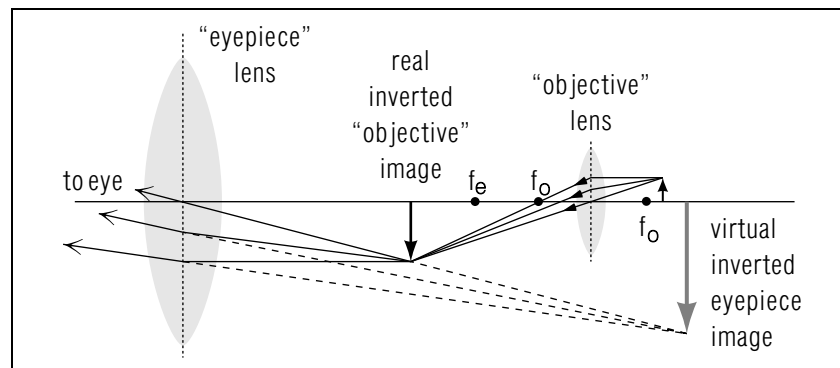 “eyepiece”
lens
real
inverted
“objective”
image
“objective”
lens
to eye
fe
fo
fo
virtual
inverted
eyepiece
image